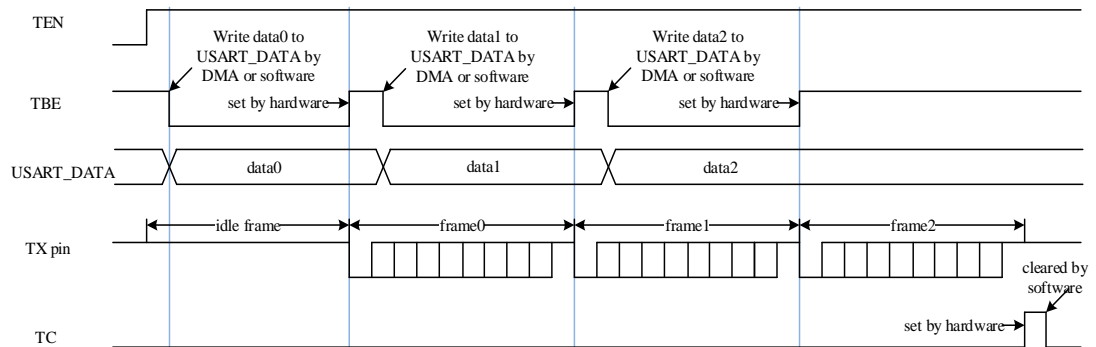 TEN
Write data0 to
USART_DATA by
DMA or software
Write data1 to
USART_DATA by
DMA or software
Write data2 to
USART_DATA by
DMA or software
TBE
set by hardware
set by hardware
set by hardware
USART_DATA
data0
data1
data2
idle frame
frame0
frame1
frame2
TX pin
cleared by
software
set by hardware
TC